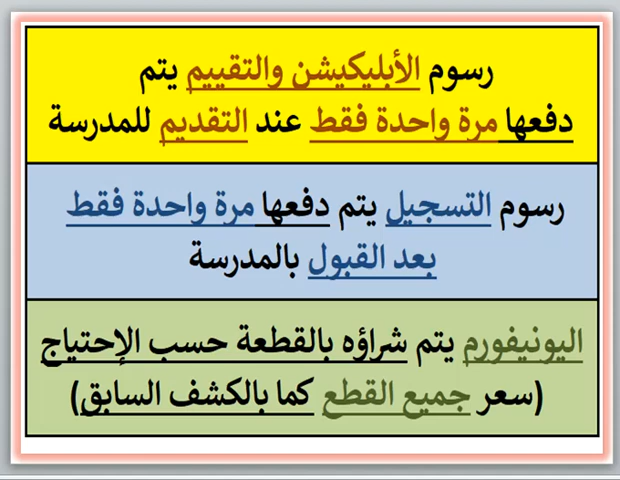 رسوم الأبليكيشن والتقييم يتم
دفعها مرة واحدة فقط عند التقديم للمدرسة
رسوم التسجيل يتم دفعها مرة واحدة فقط
بعد القبول بالمدرسة
اليونيفورم يتم شراؤه بالقطعة حسب الإحتياج
(سعر جميع القطع كما بالكشف السابق)